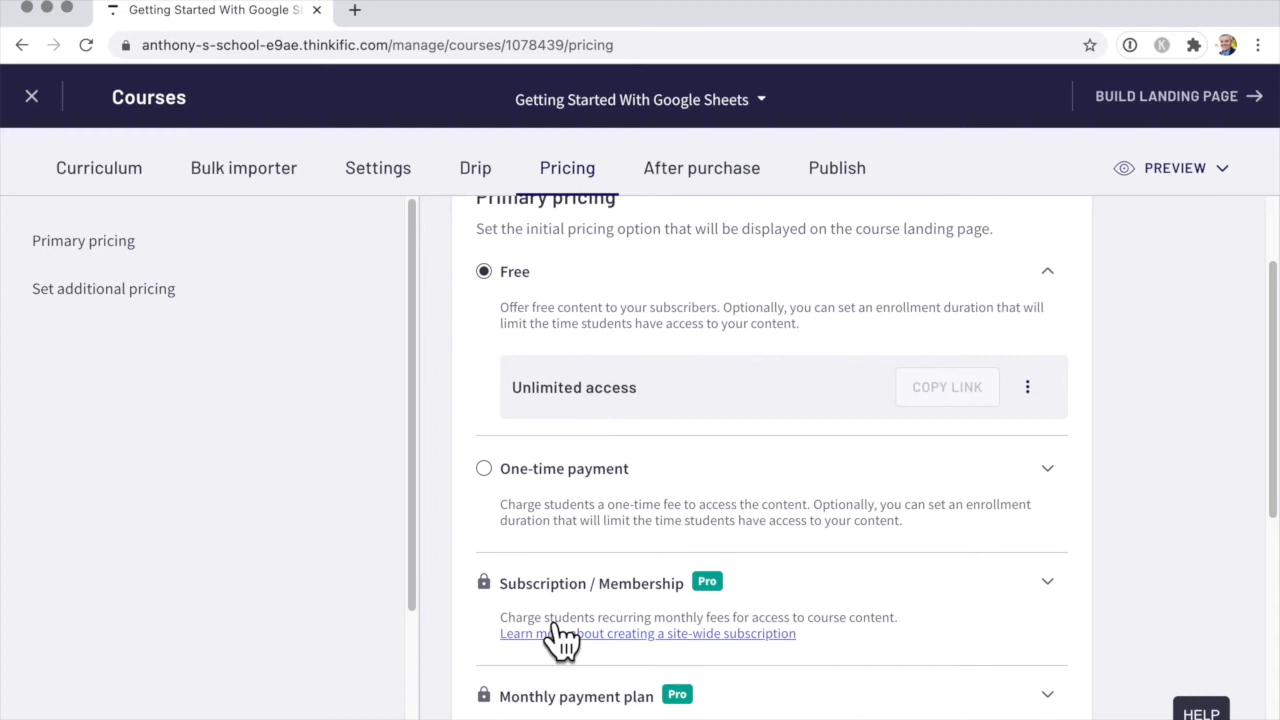 Getting Started With Google S
anthony-s-school-e9ae.thinkific.com/manage/courses/1078439/pricing
Courses
Getting Started With Google Sheets
BUILD LANDING PAGE
Curriculum
Bulk importer
Settings
Drip
Pricing
After purchase
Publish
PREVIEW
Primary pricing
Set additional pricing
Primary pricing
Set the initial pricing option that will be displayed on the course landing page.
Free
Offer free content to your subscribers. Optionally, you can set an enrollment duration that will
limit the time students have access to your content.
Unlimited access
COPY LINK
One-time payment
Charge students a one-time fee to access the content. Optionally, you can set an enrollment
duration that will limit the time students have access to your content.
Subscription / Membership Pro
Charge students recurring monthly fees for access to course content.
Learn about creating a site-wide subscription
Monthly payment plan Pro
HELP